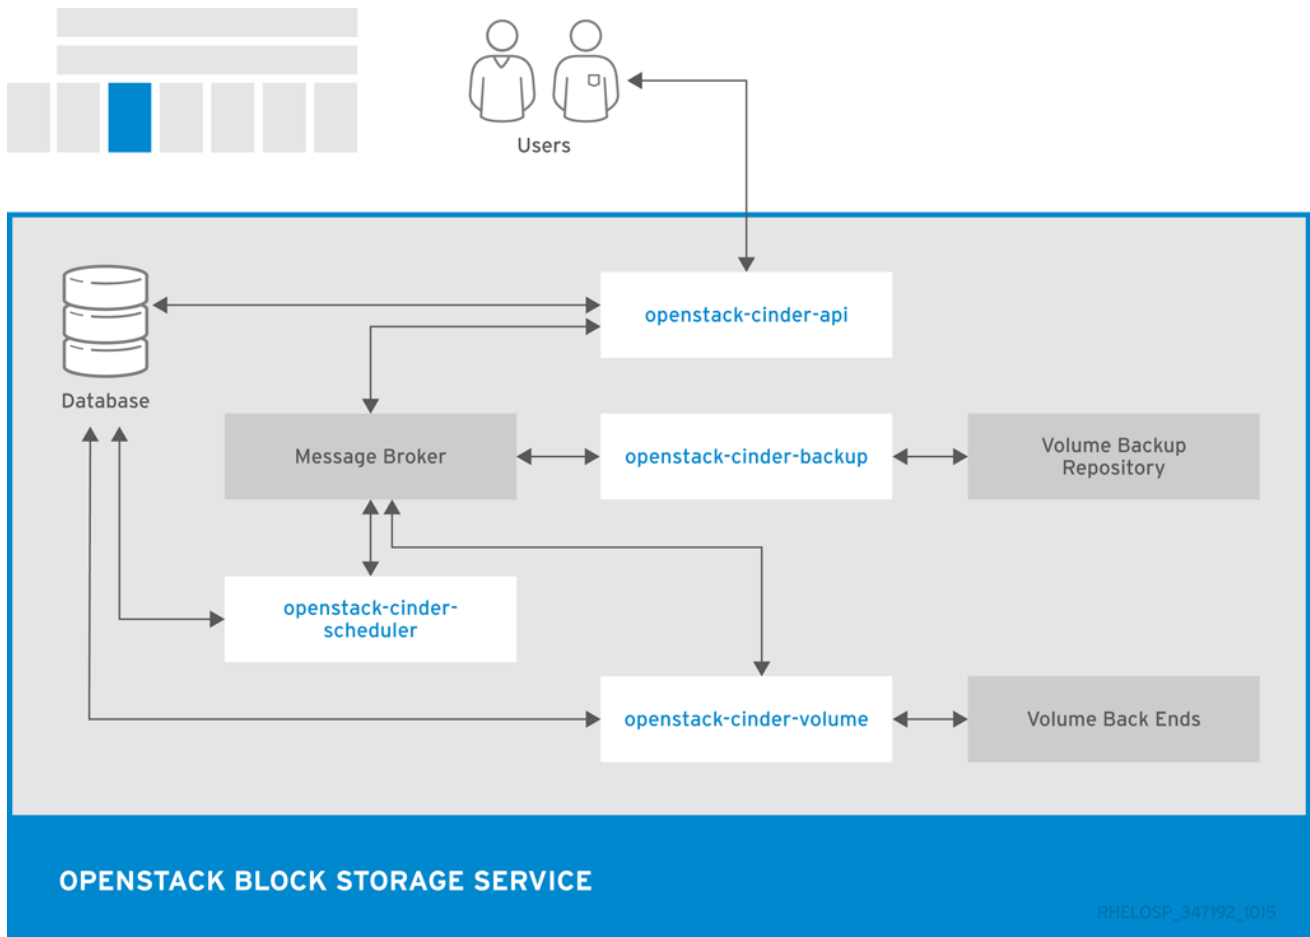 Users
openstack-cinder-api
Database
Message Broker
openstack-cinder-backup
Volume Backup
Repository
openstack-cinder-
scheduler
openstack-cinder-volume
Volume Back Ends
OPENSTACK BLOCK STORAGE SERVICE
RHELOSP_347192_1015